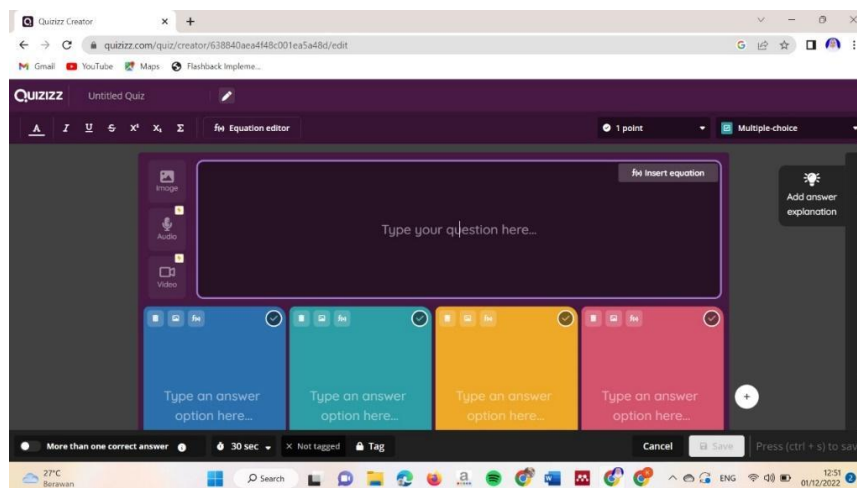 Quizizz Creator
quizizz.com/quiz/creator/638840aea4f48c001ea5a48d/edit
Gmail YouTube Maps Flashback Impleme...
QUIZIZZ Untitled Quiz
A I U S X² X₂ Σ f(x) Equation editor 1 point Multiple-choice
Image
f(x) Insert equation
Add answer
explanation
Audio
Type your question here...
Video
Type an answer
option here...
Type an answer
option here...
Type an answer
option here...
Type an answer
option here...
More than one correct answer 30 sec Not tagged Tag Cancel Save Press (ctrl + s) to sav
27°C
Berawan
Search
ENG
12:51
01/12/2022